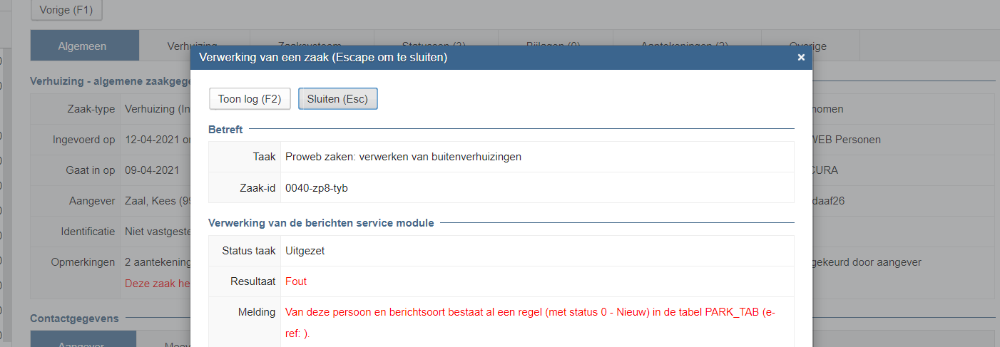 Vorige (F1)
Algemeen
Verhuizing
Zaaksysteem
Statussen (3)
Bijlagen (0)
Aantekeningen (2)
Overige
Verwerking van een zaak (Escape om te sluiten)
×
Toon log (F2)
Sluiten (Esc)
Betreft
Taak Proweb zaken: verwerken van buitenverhuizingen
Zaak-id 0040-zp8-tyb
Verwerking van de berichten service module
Status taak Uitgezet
Resultaat Fout
Melding Van deze persoon en berichtsoort bestaat al een regel (met status 0 - Nieuw) in de tabel PARK_TAB (e-
ref: ).
Verhuizing - algemene zaakgege
Zaak-type Verhuizing (In
nomen
Ingevoerd op 12-04-2021 o
WEB Personen
Gaat in op 09-04-2021
CURA
Aangever Zaal, Kees (99
daaf26
Identificatie Niet vastgeste
Opmerkingen 2 aantekening
gekeurd door aangever
Deze zaak he
Contactgegevens
Aangever